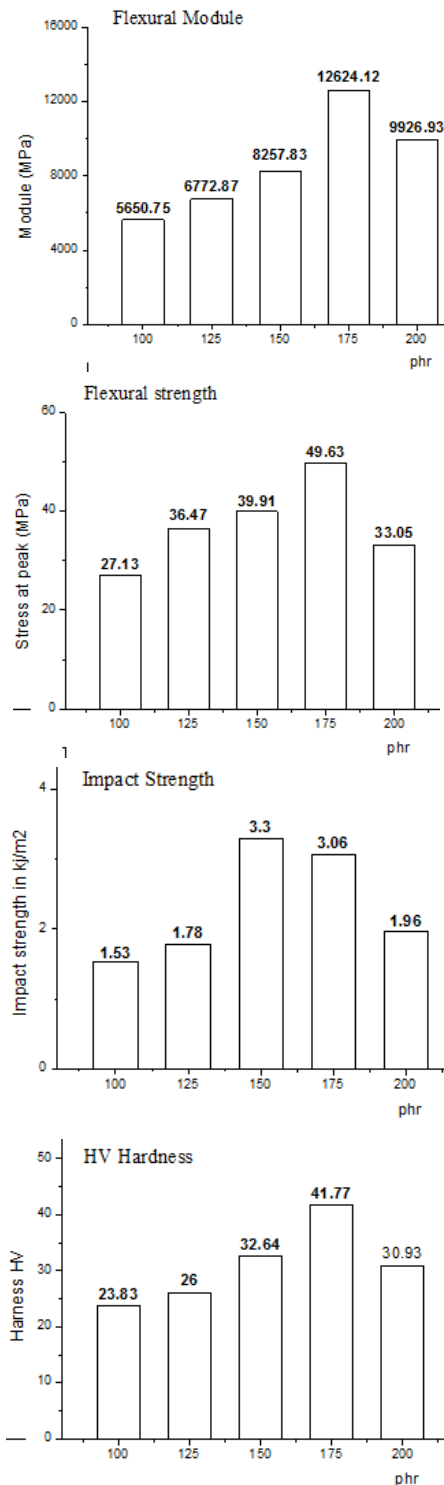 Flexural Module
16000
12000
8000
4000
0
Module (MPa)
5650.75
6772.87
8257.83
12624.12
9926.93
100 125 150 175 200
phr
Flexural strength
60
40
20
0
Stress at peak (MPa)
27.13
36.47
39.91
49.63
33.05
100 125 150 175 200
phr
Impact Strength
4
2
0
Impact strength in kj/m2
1.53
1.78
3.3
3.06
1.96
100 125 150 175 200
phr
HV Hardness
50
40
30
20
10
0
Harness HV
23.83
26
32.64
41.77
30.93
100 125 150 175 200
phr